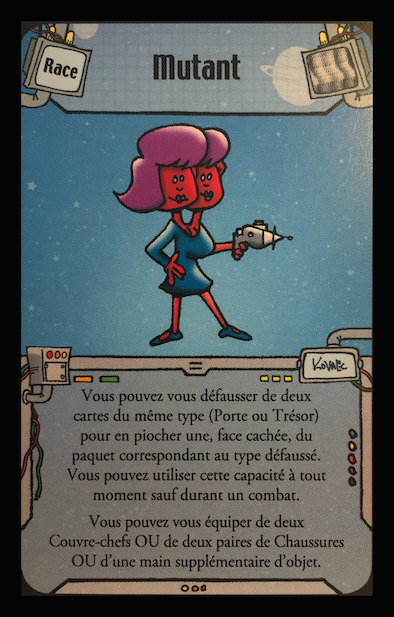 Race
Mutant
Kovalic
Vous pouvez vous défausser de deux
cartes du même type (Porte ou Trésor)
pour en piocher une, face cachée, du
paquet correspondant au type défaussé.
Vous pouvez utiliser cette capacité à tout
moment sauf durant un combat.
Vous pouvez vous équiper de deux
Couvre-chefs OU de deux paires de Chaussures
OU d'une main supplémentaire d'objet.